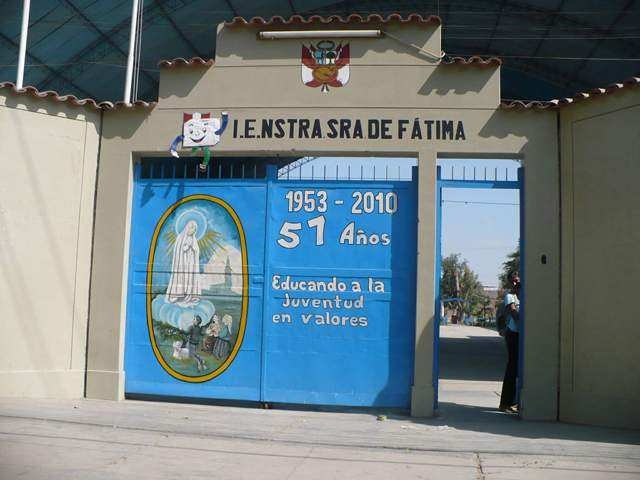 I.E.NSTRA.SRA DE FÁTIMA
1953 - 2010
57 Años
Educando a la
Juventud
en valores